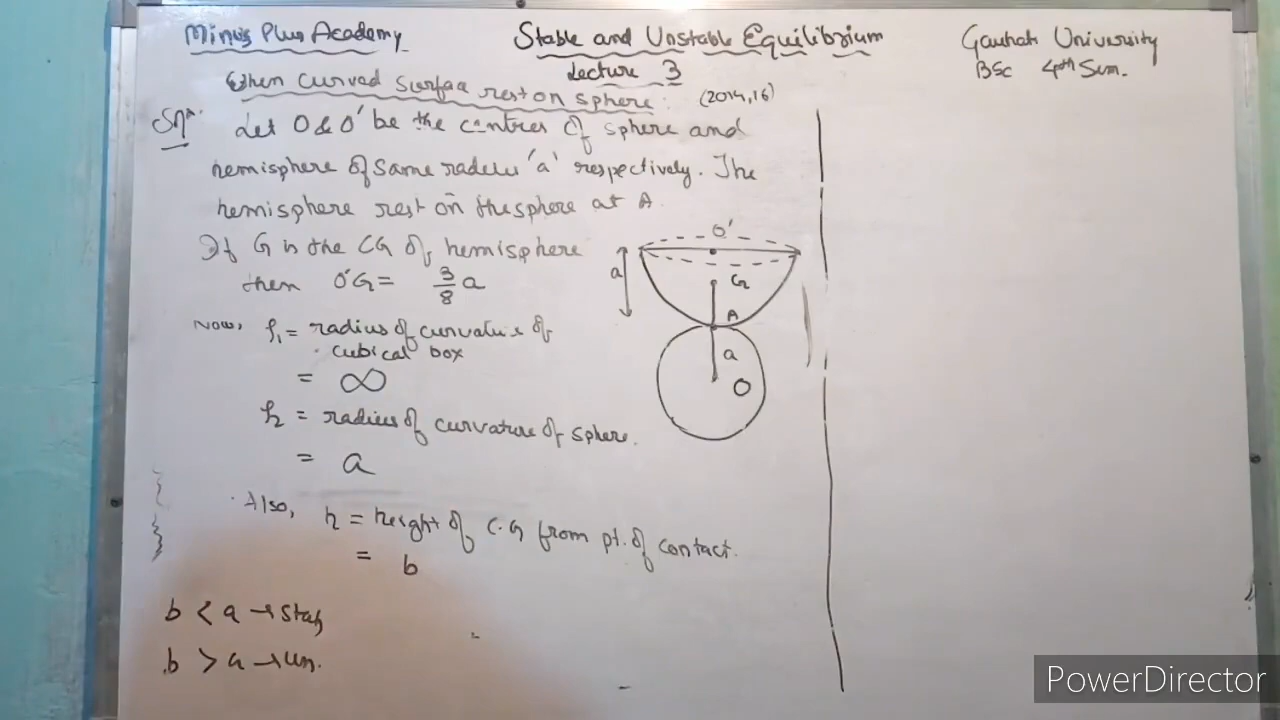 Minus Plus Academy
Stable and Unstable Equilibrium
Lecture 3
Gauhati University
BSc 4th Sem.
When curved surface rest on sphere: (2014,16)
Solⁿ.
Let O & O' be the centres of sphere and
hemisphere of same radius 'a' respectively. The
hemisphere rest on the sphere at A.
If G is the CG of hemisphere
then O'G = 3/8 a
Now, ρ₁ = radius of curvature of
cubical box
= ∞
ρ₂ = radius of curvature of sphere.
= a
Also, h = height of C.G from pt. of contact.
= b
b < a → stab
b > a → un.
O'
a
G
A
a
O
PowerDirector